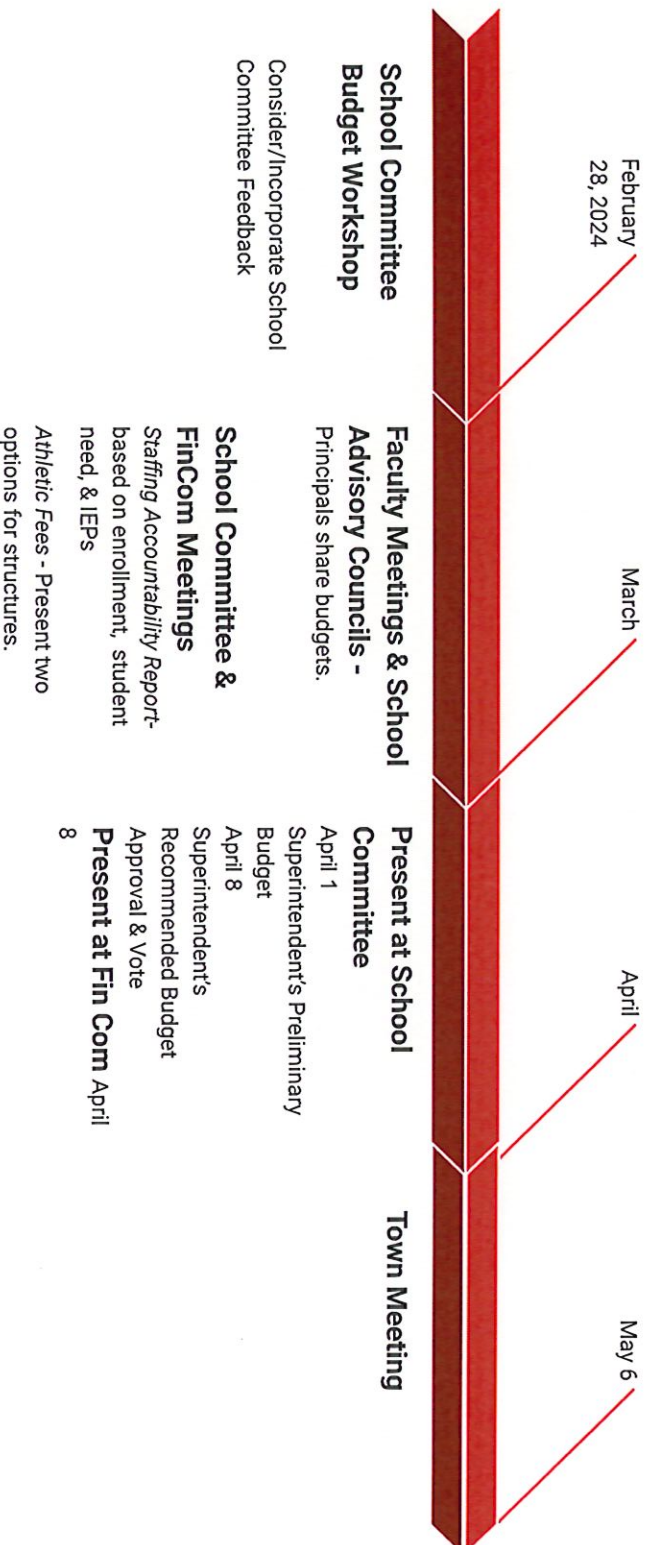 February
28, 2024
School Committee
Budget Workshop
Consider/Incorporate School
Committee Feedback
March
Faculty Meetings & School
Advisory Councils -
Principals share budgets.
School Committee &
FinCom Meetings
Staffing Accountability Report-
based on enrollment, student
need, & IEPs
Athletic Fees - Present two
options for structures.
April
Present at School
Committee
April 1
Superintendent's Preliminary
Budget
April 8
Superintendent's
Recommended Budget
Approval & Vote
Present at Fin Com April
8
May 6
Town Meeting